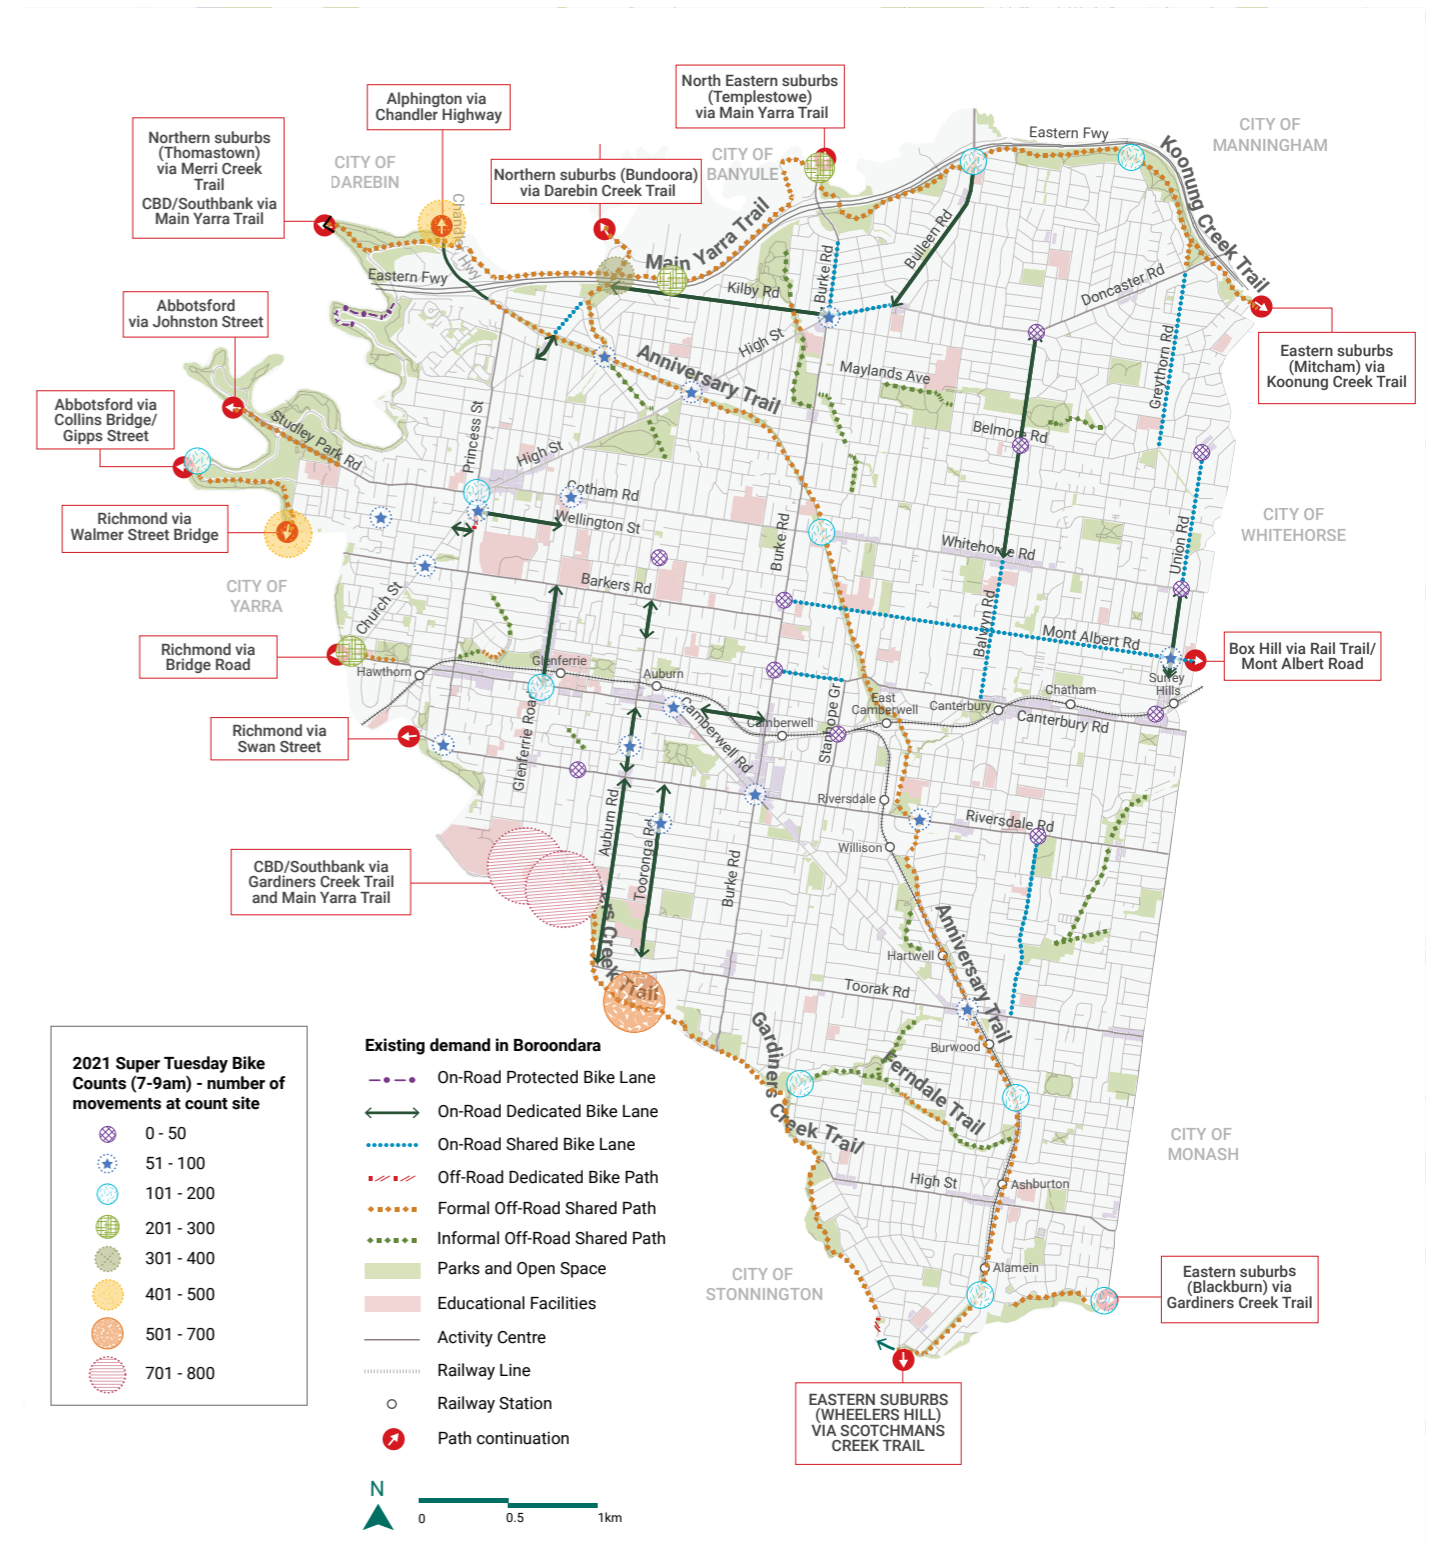 North Eastern suburbs
(Templestowe)
via Main Yarra Trail
Alphington via
Chandler Highway
Northern suburbs
(Thomastown)
via Merri Creek
Trail
CBD/Southbank via
Main Yarra Trail
CITY OF
DAREBIN
Northern suburbs (Bundoora)
via Darebin Creek Trail
CITY OF
BANYULE
CITY OF
MANNINGHAM
Eastern Fwy
Koonung Creek Trail
Chandler Hwy
Main Yarra Trail
Bulleen Rd
Burke Rd
Eastern Fwy
Kilby Rd
Doncaster Rd
Abbotsford
via Johnston Street
High St
Greythorn Rd
Eastern suburbs
(Mitcham) via
Koonung Creek Trail
Anniversary Trail
Maylands Ave
Abbotsford via
Collins Bridge/
Gipps Street
Studley Park Rd
Princess St
High St
Belmore Rd
Cotham Rd
Wellington St
Richmond via
Walmer Street Bridge
Burke Rd
Whitehorse Rd
Union Rd
CITY OF
WHITEHORSE
CITY OF
YARRA
Church St
Barkers Rd
Balwyn Rd
Mont Albert Rd
Richmond via
Bridge Road
Box Hill via Rail Trail/
Mont Albert Road
Hawthorn
Glenferrie
Auburn
Surrey
Hills
Chatham
East
Camberwell
Canterbury
Canterbury Rd
Camberwell
Stanhope Gr
Camberwell Rd
Glenferrie Road
Richmond via
Swan Street
Riversdale
Riversdale Rd
Willison
Auburn Rd
Tooronga Rd
Burke Rd
CBD/Southbank via
Gardiners Creek Trail
and Main Yarra Trail
Creek Trail
Anniversary Trail
Hartwell
Toorak Rd
Burwood
Gardiners Creek Trail
Ferndale Trail
High St
Ashburton
CITY OF
MONASH
Alamein
CITY OF
STONNINGTON
Eastern suburbs
(Blackburn) via
Gardiners Creek Trail
EASTERN SUBURBS
(WHEELERS HILL)
VIA SCOTCHMANS
CREEK TRAIL
2021 Super Tuesday Bike
Counts (7-9am) - number of
movements at count site
0 - 50
51 - 100
101 - 200
201 - 300
301 - 400
401 - 500
501 - 700
701 - 800
Existing demand in Boroondara
On-Road Protected Bike Lane
On-Road Dedicated Bike Lane
On-Road Shared Bike Lane
Off-Road Dedicated Bike Path
Formal Off-Road Shared Path
Informal Off-Road Shared Path
Parks and Open Space
Educational Facilities
Activity Centre
Railway Line
Railway Station
Path continuation
N
0
0.5
1km